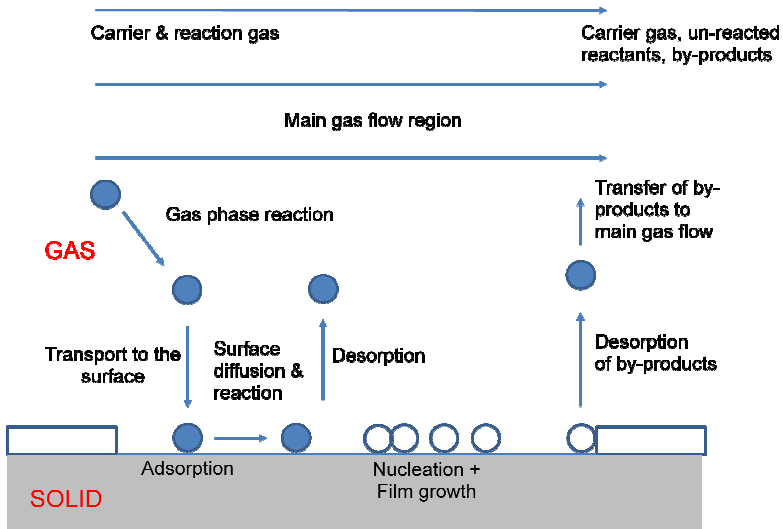 Carrier & reaction gas
Carrier gas, un-reacted
reactants, by-products
Main gas flow region
Gas phase reaction
Transfer of by-
products to
main gas flow
GAS
Transport to the
surface
Surface
diffusion &
reaction
Desorption
Desorption
of by-products
Adsorption
Nucleation +
Film growth
SOLID